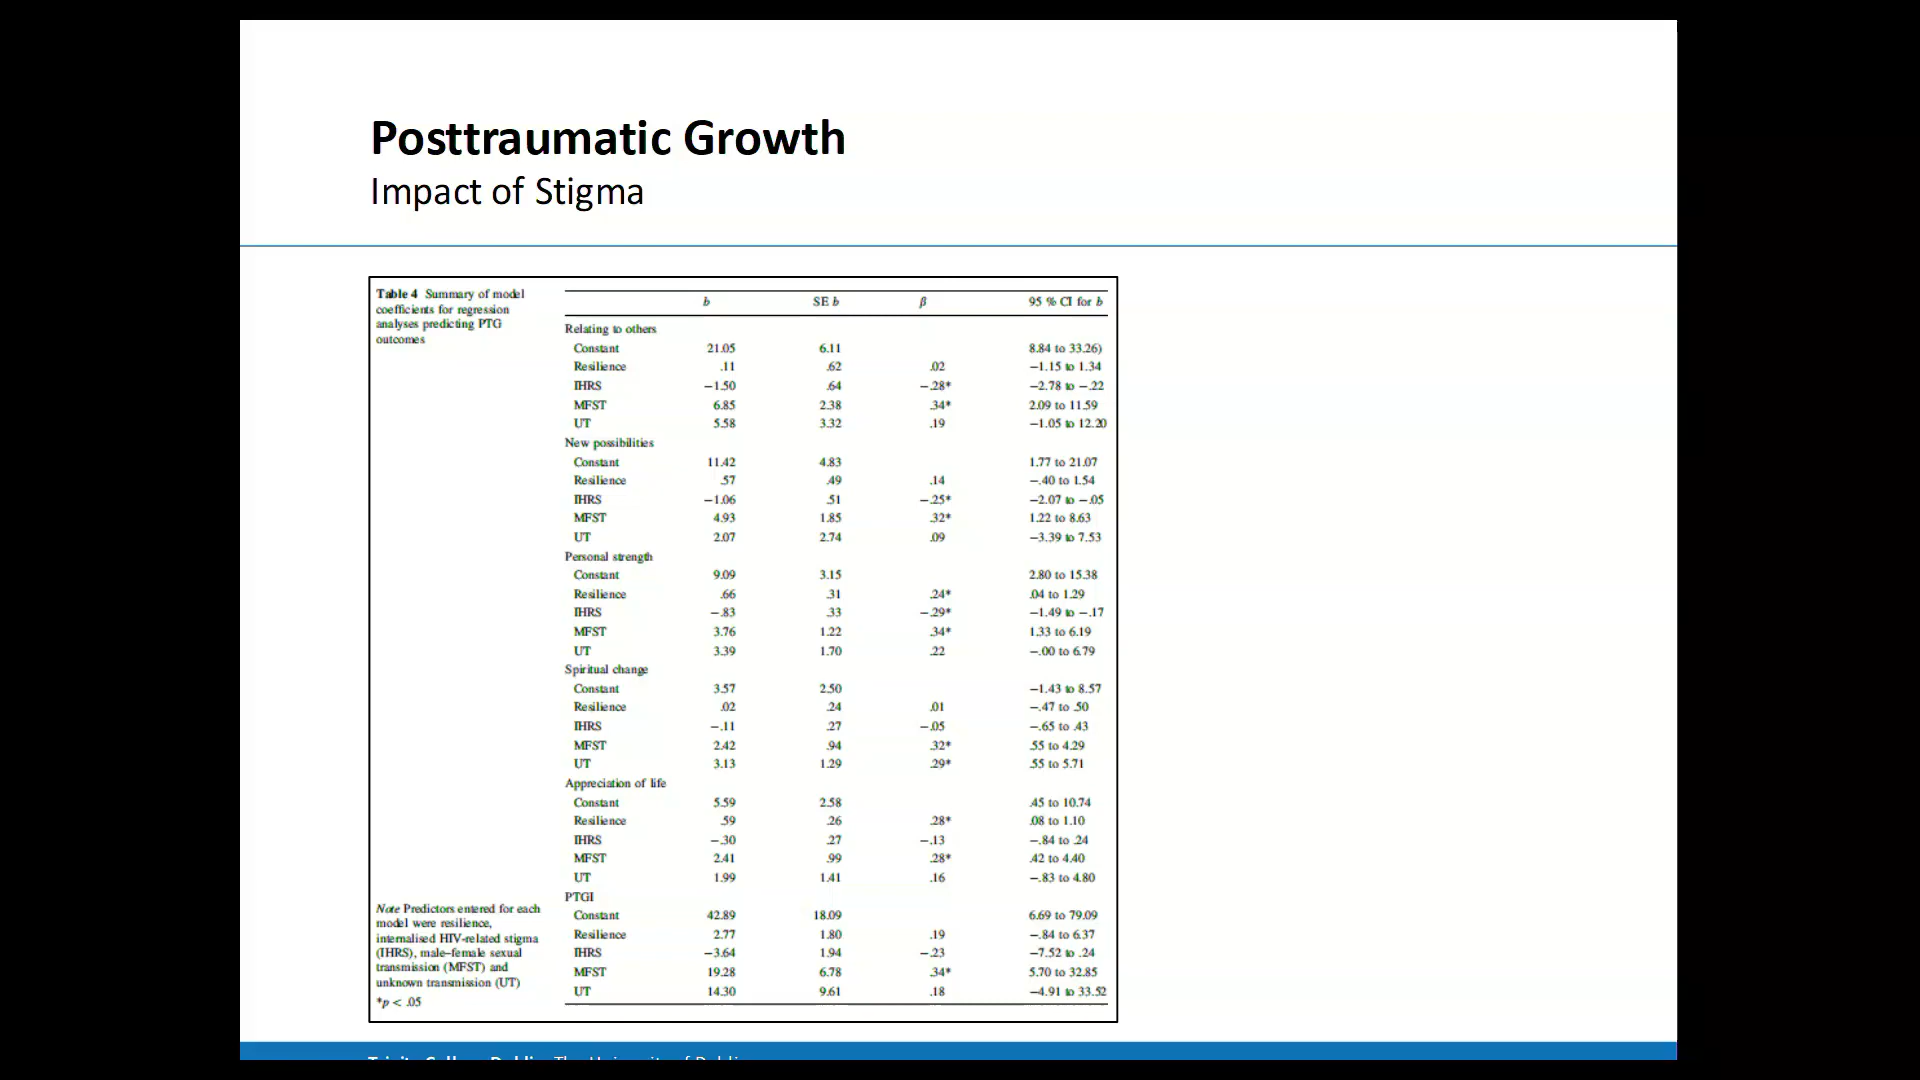 Posttraumatic Growth
Impact of Stigma
Table 4 Summary of model
coefficients for regression
analyses predicting PTG
outcomes
b SE b β 95 % CI for b
Relating to others
Constant 21.05 6.11 8.84 to 33.26)
Resilience .11 .62 .02 −1.15 to 1.34
IHRS −1.50 .64 −.28* −2.78 to −.22
MFST 6.85 2.38 .34* 2.09 to 11.59
UT 5.58 3.32 .19 −1.05 to 12.20
New possibilities
Constant 11.42 4.83 1.77 to 21.07
Resilience .57 .49 .14 −.40 to 1.54
IHRS −1.06 .51 −.25* −2.07 to −.05
MFST 4.93 1.85 .32* 1.22 to 8.63
UT 2.07 2.74 .09 −3.39 to 7.53
Personal strength
Constant 9.09 3.15 2.80 to 15.38
Resilience .66 .31 .24* .04 to 1.29
IHRS −.83 .33 −.29* −1.49 to −.17
MFST 3.76 1.22 .34* 1.33 to 6.19
UT 3.39 1.70 .22 −.00 to 6.79
Spiritual change
Constant 3.57 2.50 −1.43 to 8.57
Resilience .02 .24 .01 −.47 to .50
IHRS −.11 .27 −.05 −.65 to .43
MFST 2.42 .94 .32* .55 to 4.29
UT 3.13 1.29 .29* .55 to 5.71
Appreciation of life
Constant 5.59 2.58 .45 to 10.74
Resilience .59 .26 .28* .08 to 1.10
IHRS −.30 .27 −.13 −.84 to .24
MFST 2.41 .99 .28* .42 to 4.40
UT 1.99 1.41 .16 −.83 to 4.80
PTGI
Constant 42.89 18.09 6.69 to 79.09
Resilience 2.77 1.80 .19 −.84 to 6.37
IHRS −3.64 1.94 −.23 −7.52 to .24
MFST 19.28 6.78 .34* 5.70 to 32.85
UT 14.30 9.61 .18 −4.91 to 33.52
Note Predictors entered for each
model were resilience,
internalised HIV-related stigma
(IHRS), male–female sexual
transmission (MFST) and
unknown transmission (UT)
*p < .05